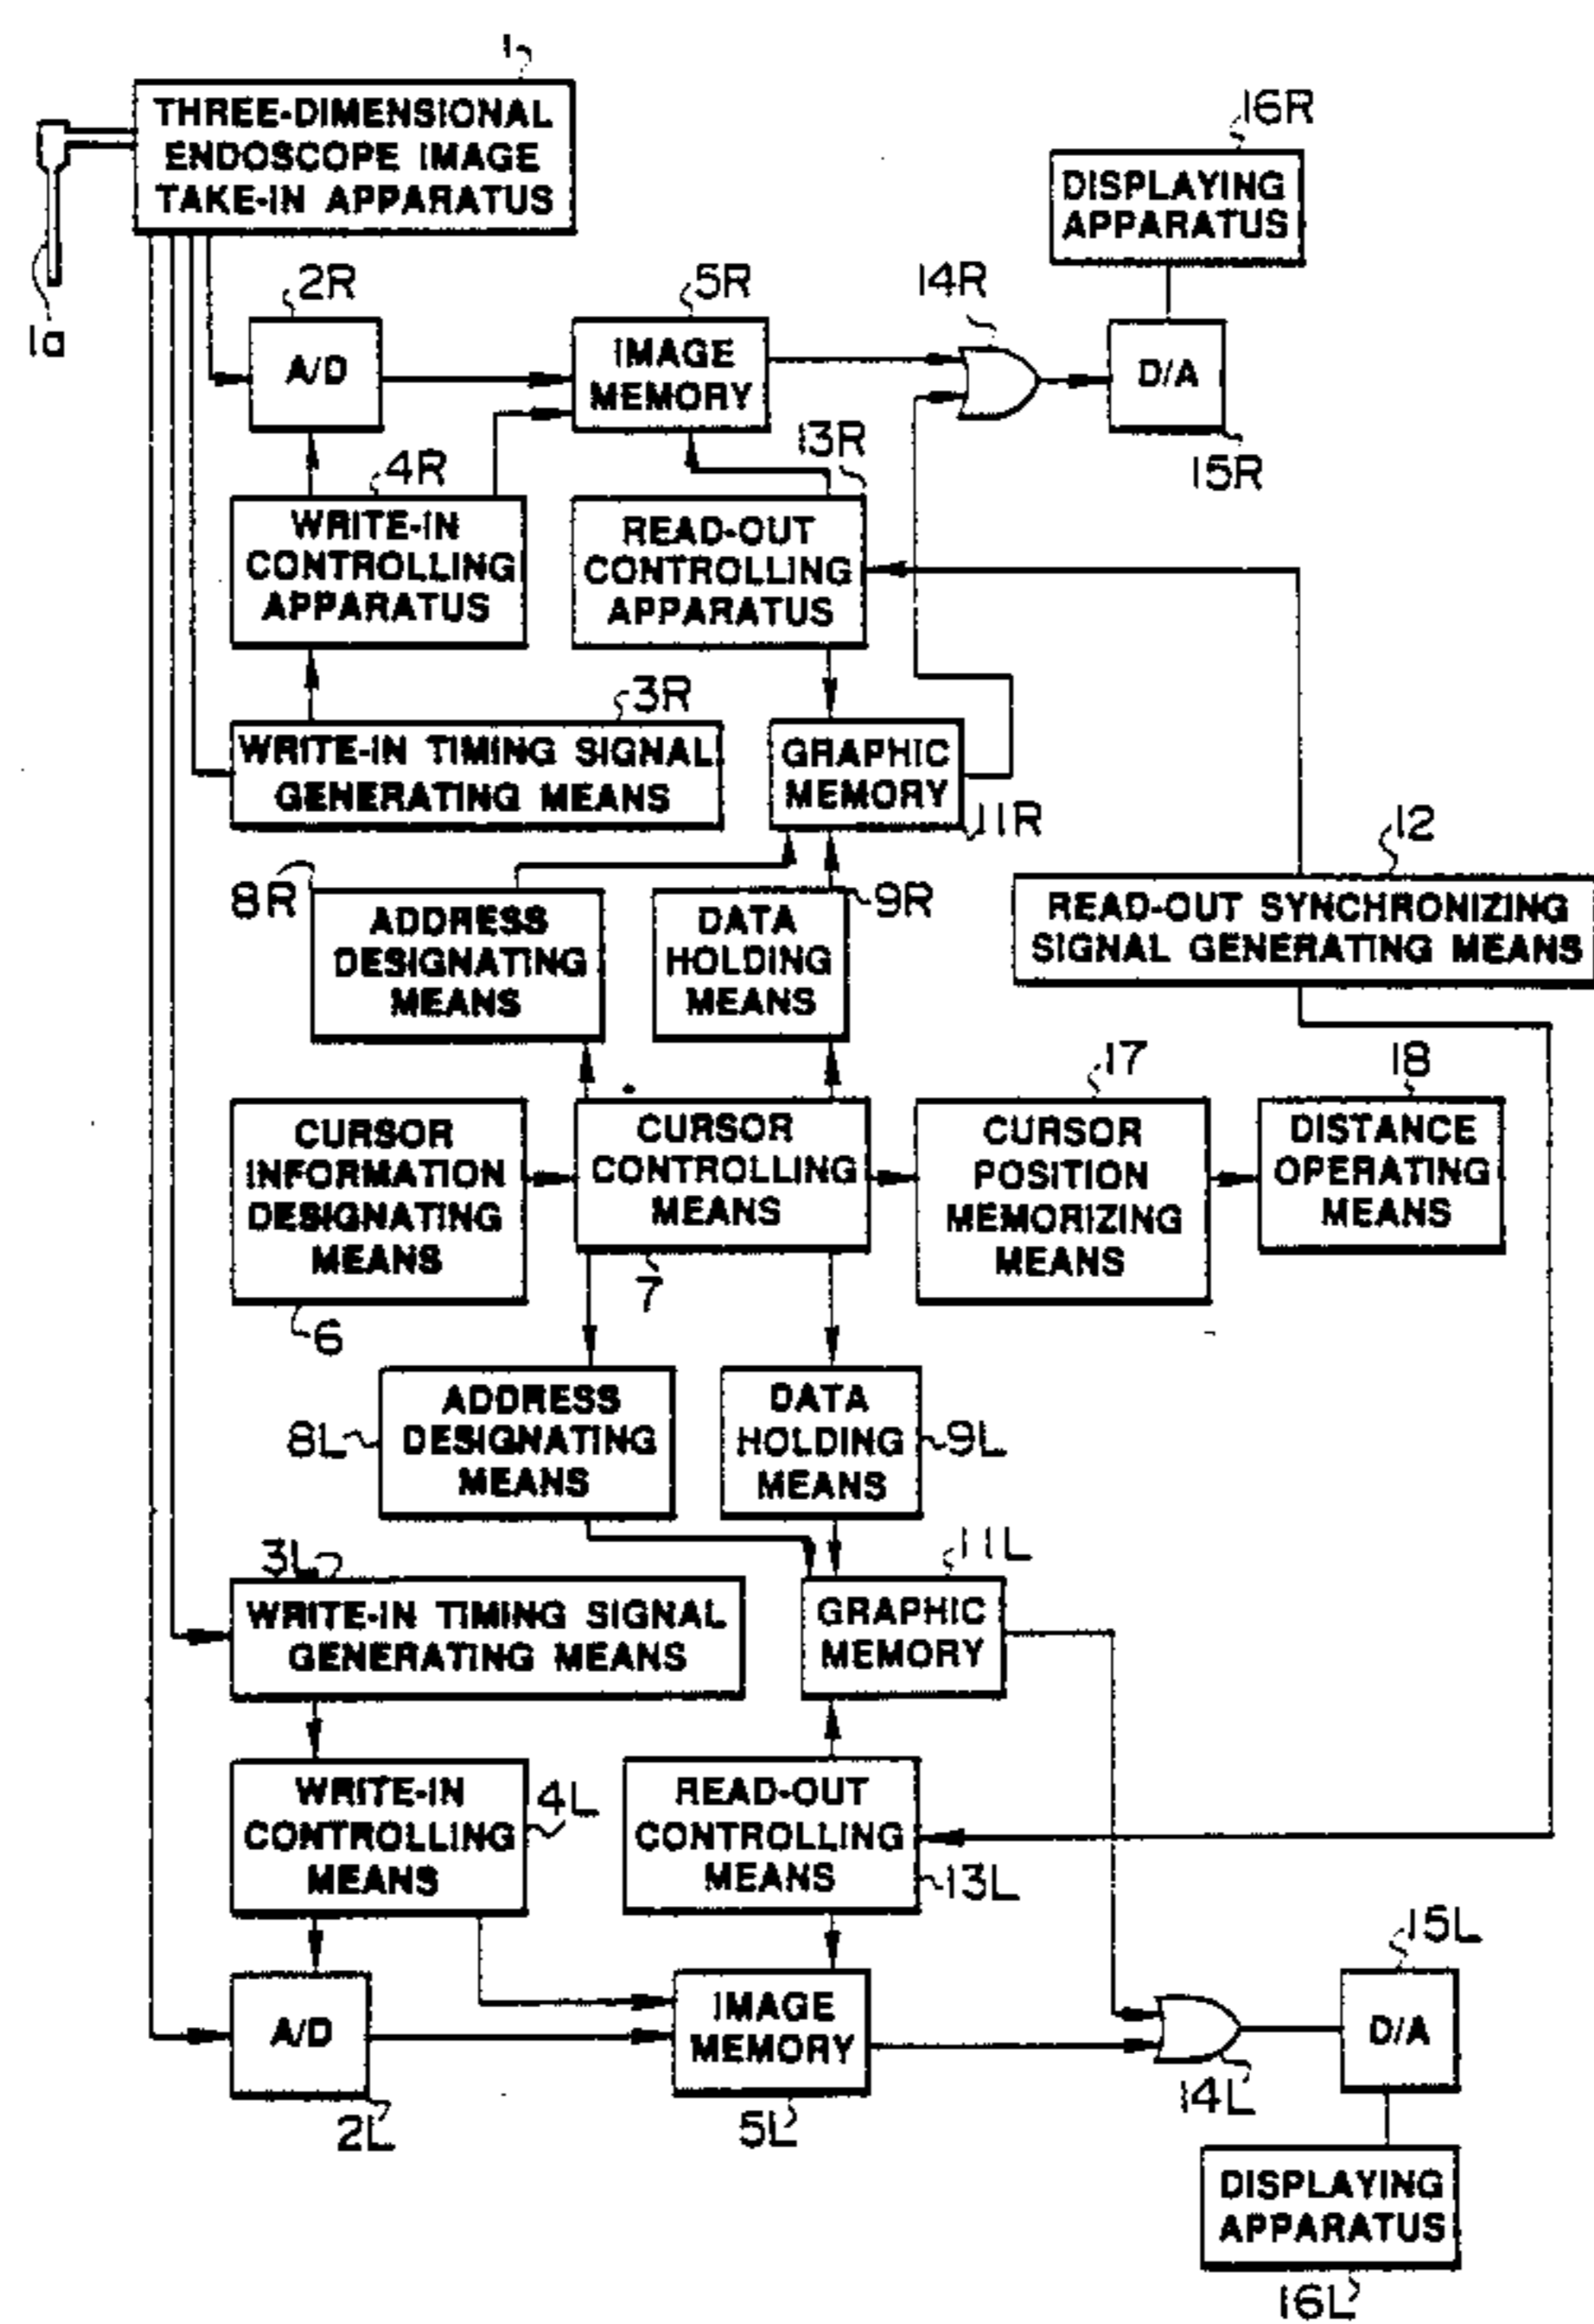 1
THREE-DIMENSIONAL
ENDOSCOPE IMAGE
TAKE-IN APPARATUS
1a
16R
DISPLAYING
APPARATUS
2R
A/D
5R
IMAGE
MEMORY
14R
D/A
15R
4R
WRITE-IN
CONTROLLING
APPARATUS
13R
READ-OUT
CONTROLLING
APPARATUS
3R
WRITE-IN TIMING SIGNAL
GENERATING MEANS
GRAPHIC
MEMORY
11R
12
READ-OUT SYNCHRONIZING
SIGNAL GENERATING MEANS
8R
ADDRESS
DESIGNATING
MEANS
9R
DATA
HOLDING
MEANS
CURSOR
INFORMATION
DESIGNATING
MEANS
6
CURSOR
CONTROLLING
MEANS
7
17
CURSOR
POSITION
MEMORIZING
MEANS
18
DISTANCE
OPERATING
MEANS
8L
ADDRESS
DESIGNATING
MEANS
DATA
HOLDING
MEANS
9L
3L
WRITE-IN TIMING SIGNAL
GENERATING MEANS
11L
GRAPHIC
MEMORY
WRITE-IN
CONTROLLING
MEANS
4L
READ-OUT
CONTROLLING
MEANS
13L
A/D
2L
IMAGE
MEMORY
5L
14L
15L
D/A
DISPLAYING
APPARATUS
16L